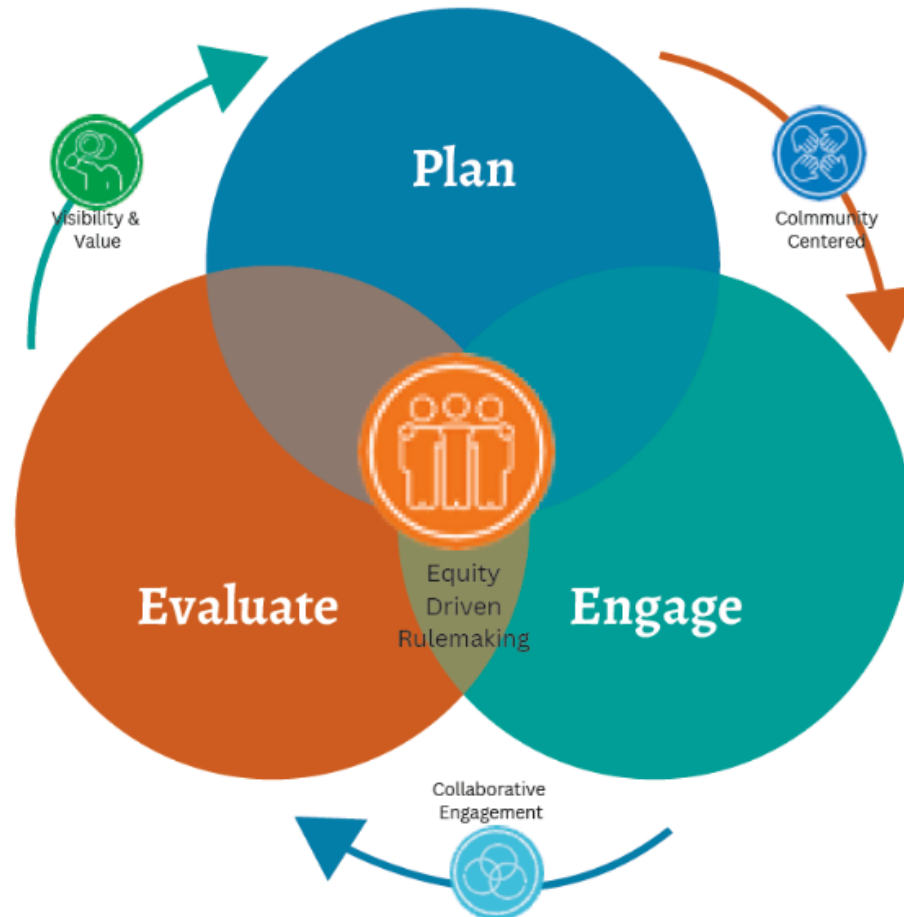 Plan
Visibility &
Value
Colmmunity
Centered
Evaluate
Equity
Driven
Rulemaking
Engage
Collaborative
Engagement